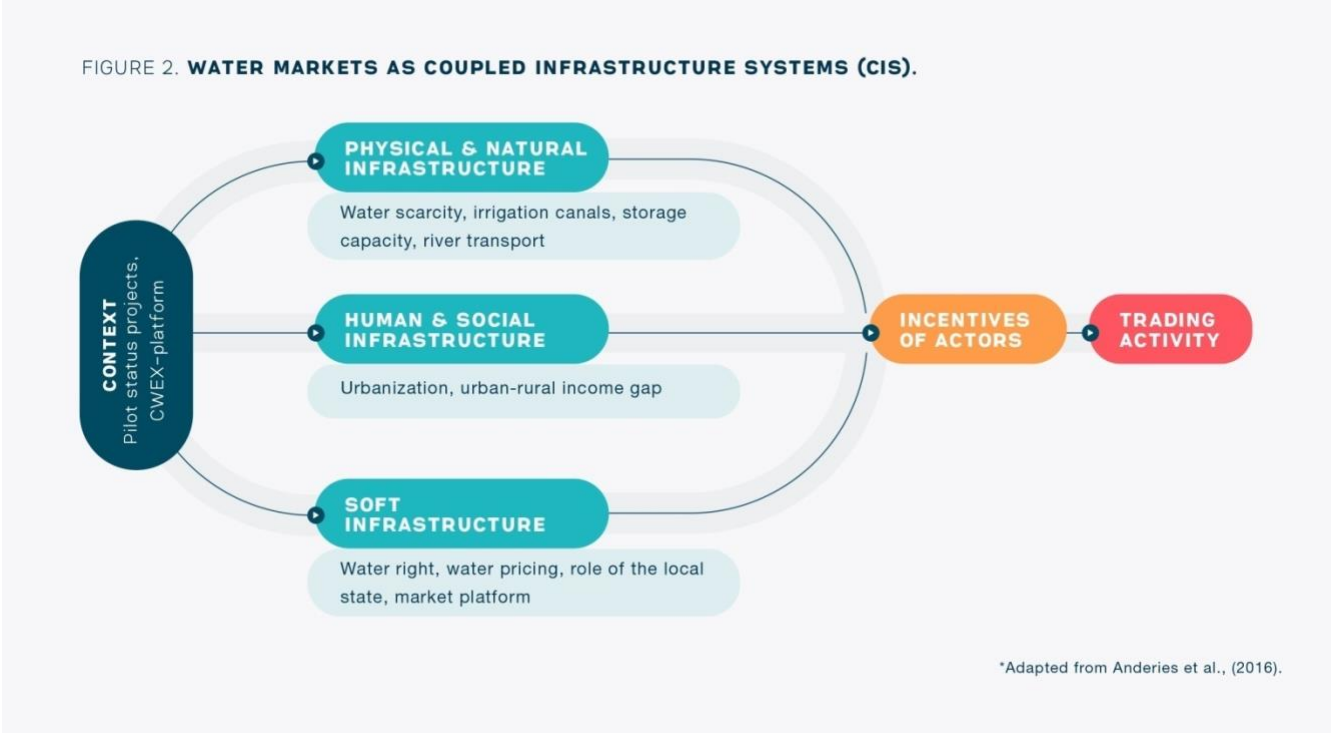 FIGURE 2. WATER MARKETS AS COUPLED INFRASTRUCTURE SYSTEMS (CIS).
CONTEXT
Pilot status projects,
CWEX-platform
PHYSICAL & NATURAL
INFRASTRUCTURE
Water scarcity, irrigation canals, storage
capacity, river transport
HUMAN & SOCIAL
INFRASTRUCTURE
Urbanization, urban-rural income gap
SOFT
INFRASTRUCTURE
Water right, water pricing, role of the local
state, market platform
INCENTIVES
OF ACTORS
TRADING
ACTIVITY
*Adapted from Anderies et al., (2016).